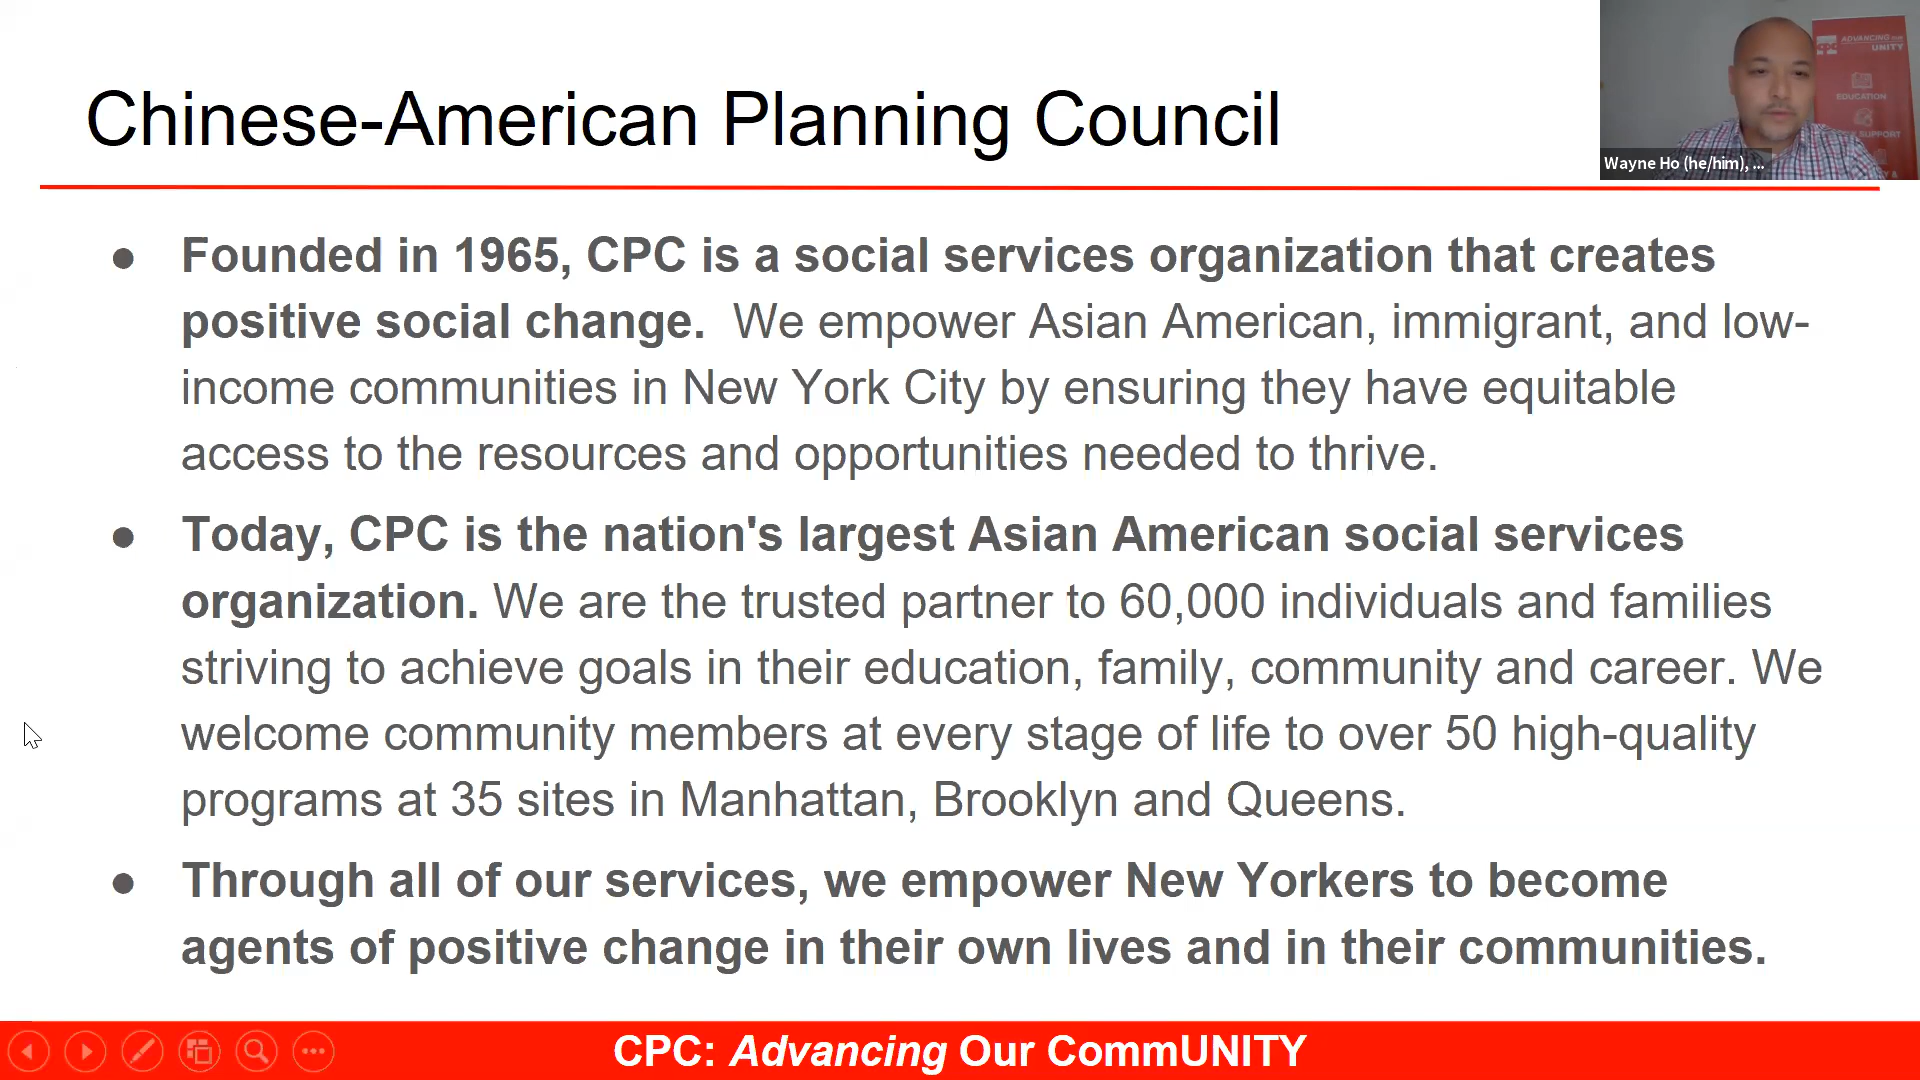 Chinese-American Planning Council
ADVANCING OUR
UNITY
cpc
EDUCATION
SUPPORT
Wayne Ho (he/him), ...
● Founded in 1965, CPC is a social services organization that creates
positive social change. We empower Asian American, immigrant, and low-
income communities in New York City by ensuring they have equitable
access to the resources and opportunities needed to thrive.
● Today, CPC is the nation's largest Asian American social services
organization. We are the trusted partner to 60,000 individuals and families
striving to achieve goals in their education, family, community and career. We
welcome community members at every stage of life to over 50 high-quality
programs at 35 sites in Manhattan, Brooklyn and Queens.
● Through all of our services, we empower New Yorkers to become
agents of positive change in their own lives and in their communities.
CPC: Advancing Our CommUNITY